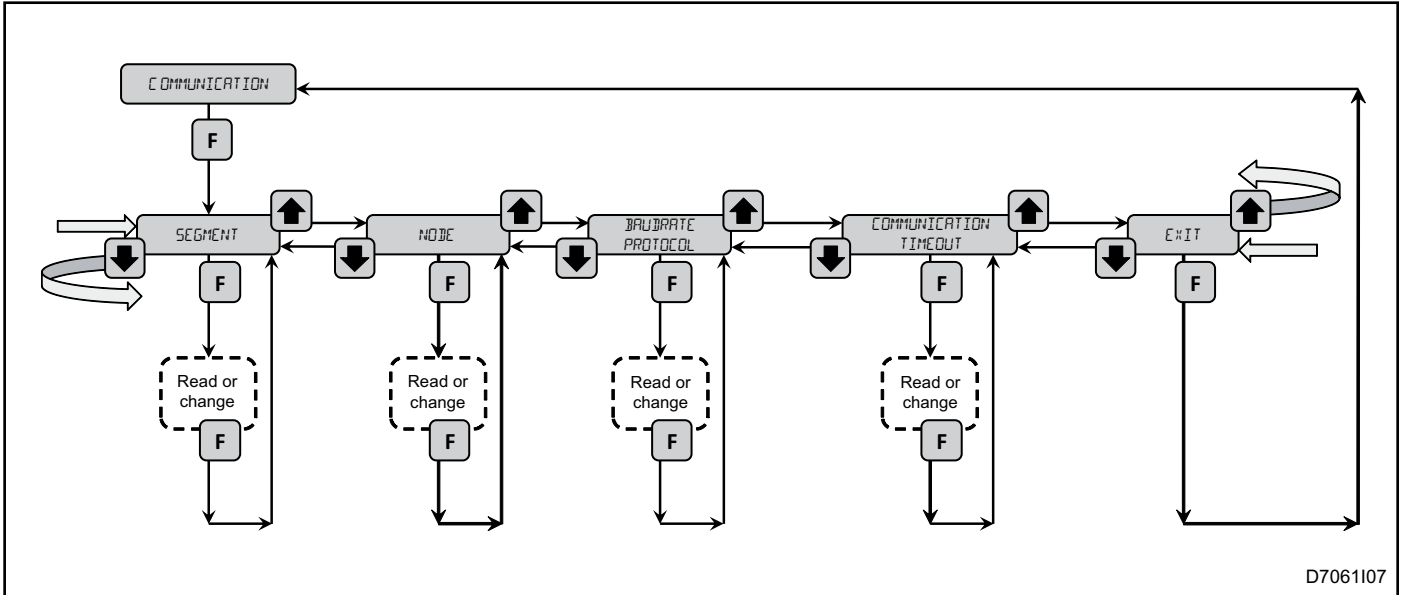 COMMUNICATION
F
SEGMENT
NODE
BAUDRATE
PROTOCOL
COMMUNICATION
TIMEOUT
EXIT
F
F
F
F
F
Read or
change
Read or
change
Read or
change
Read or
change
F
F
F
F
D7061I07